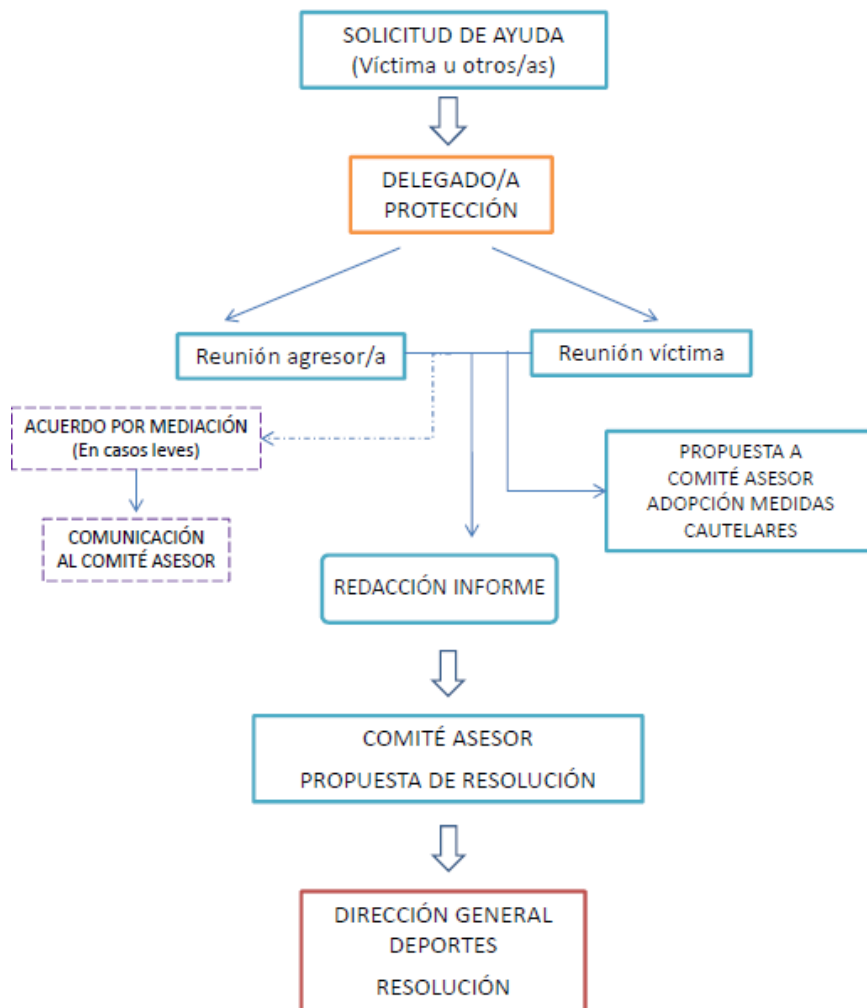 SOLICITUD DE AYUDA
(Víctima u otros/as)
DELEGADO/A
PROTECCIÓN
Reunión agresor/a
Reunión víctima
ACUERDO POR MEDIACIÓN
(En casos leves)
PROPUESTA A
COMITÉ ASESOR
ADOPCIÓN MEDIDAS
CAUTELARES
COMUNICACIÓN
AL COMITÉ ASESOR
REDACCIÓN INFORME
COMITÉ ASESOR
PROPUESTA DE RESOLUCIÓN
DIRECCIÓN GENERAL
DEPORTES
RESOLUCIÓN